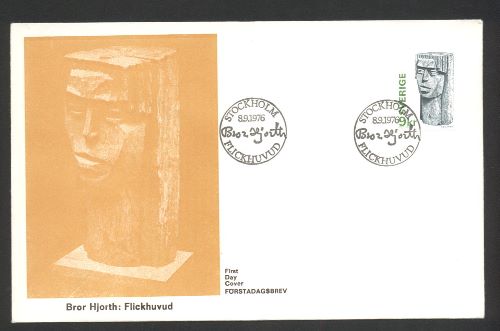 STOCKHOLM
8.9.1976
Bror Hjorth
FLICKHUVUD
STOCKHOLM
8.9.1976
Bror Hjorth
FLICKHUVUD
SVERIGE
First
Day
Cover
FÖRSTADAGSBREV
Bror Hjorth: Flickhuvud